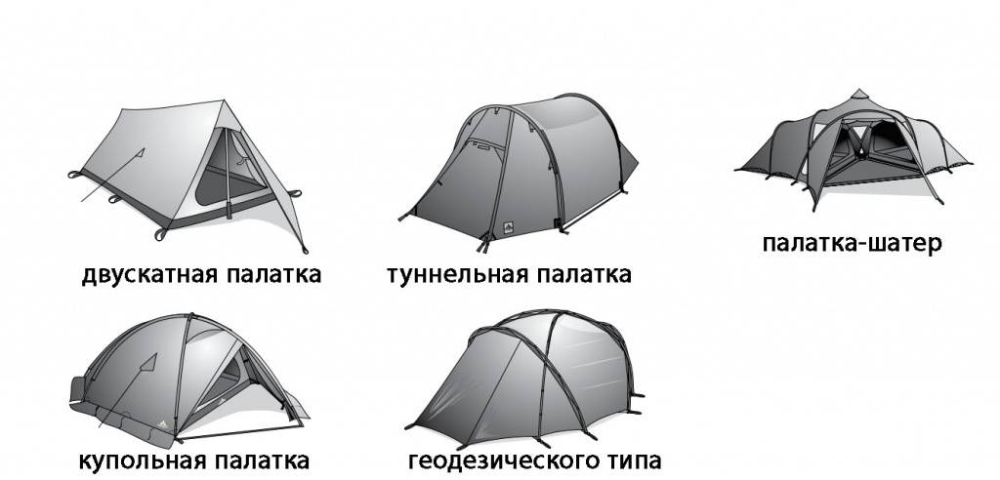 двускатная палатка
туннельная палатка
палатка-шатер
купольная палатка
геодезического типа